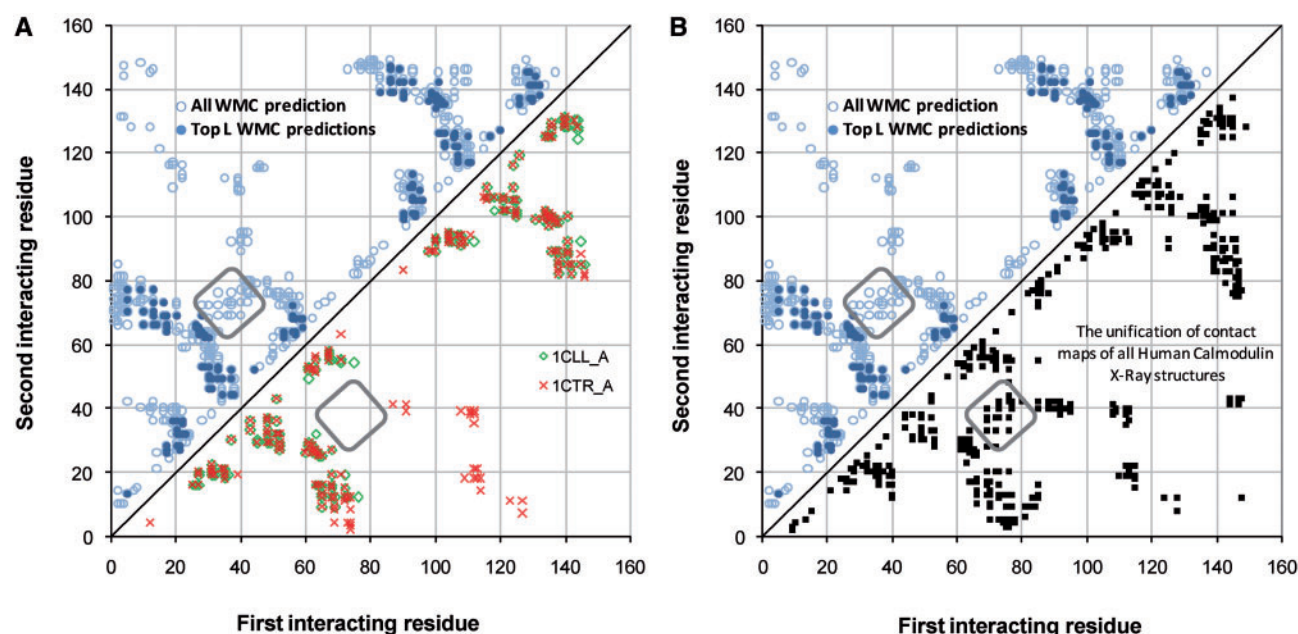 A
Second interacting residue
160
140
120
100
80
60
40
20
0
All WMC prediction
Top L WMC predictions
1CLL_A
1CTR_A
0 20 40 60 80 100 120 140 160
First interacting residue
B
Second interacting residue
160
140
120
100
80
60
40
20
0
All WMC prediction
Top L WMC predictions
The unification of contact
maps of all Human Calmodulin
X-Ray structures
0 20 40 60 80 100 120 140 160
First interacting residue